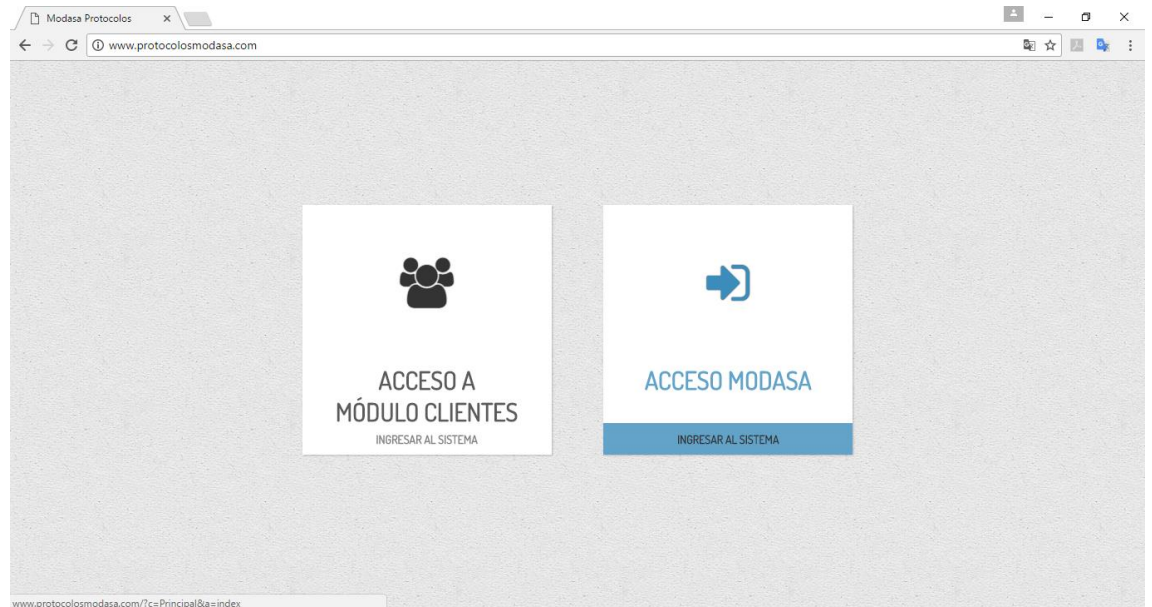 Modasa Protocolos
www.protocolosmodasa.com
ACCESO A
MÓDULO CLIENTES
INGRESAR AL SISTEMA
ACCESO MODASA
INGRESAR AL SISTEMA
www.protocolosmodasa.com/?c=Principal&a=index